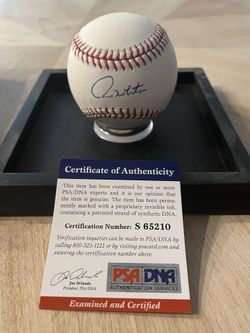 Certificate of Authenticity
This item has been examined by one or more
PSA/DNA experts and it is our opinion that
the item is genuine. The item has been perma-
nently marked with a proprietary invisible ink,
containing a patented strand of synthetic DNA.
Certification Number: S 65210
Verification inquiries can be made to PSA/DNA by
calling 800-325-1121 or by visiting psacard.com and
entering the certification number above.
Joe Orlando
President, PSA/DNA
PSA DNA
AUTHENTICATION SERVICES
Examined and Certified